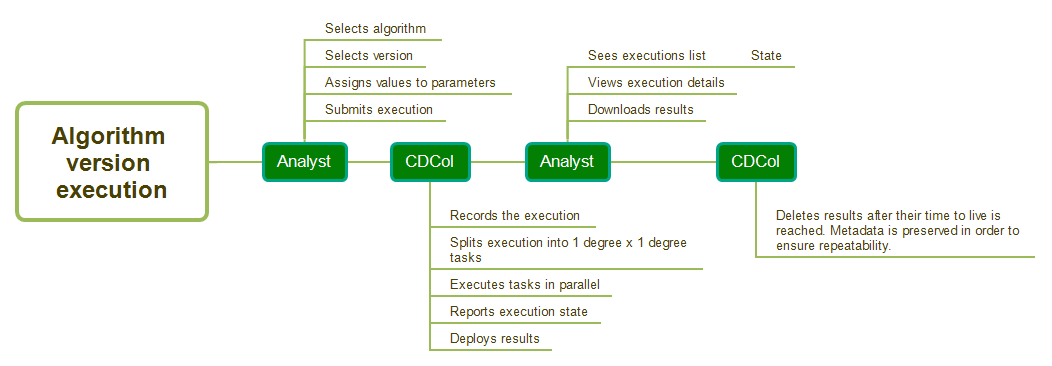 Algorithm
version
execution
Analyst
Selects algorithm
Selects version
Assigns values to parameters
Submits execution
CDCol
Records the execution
Splits execution into 1 degree x 1 degree
tasks
Executes tasks in parallel
Reports execution state
Deploys results
Analyst
Sees executions list
State
Views execution details
Downloads results
CDCol
Deletes results after their time to live is
reached. Metadata is preserved in order to
ensure repeatability.